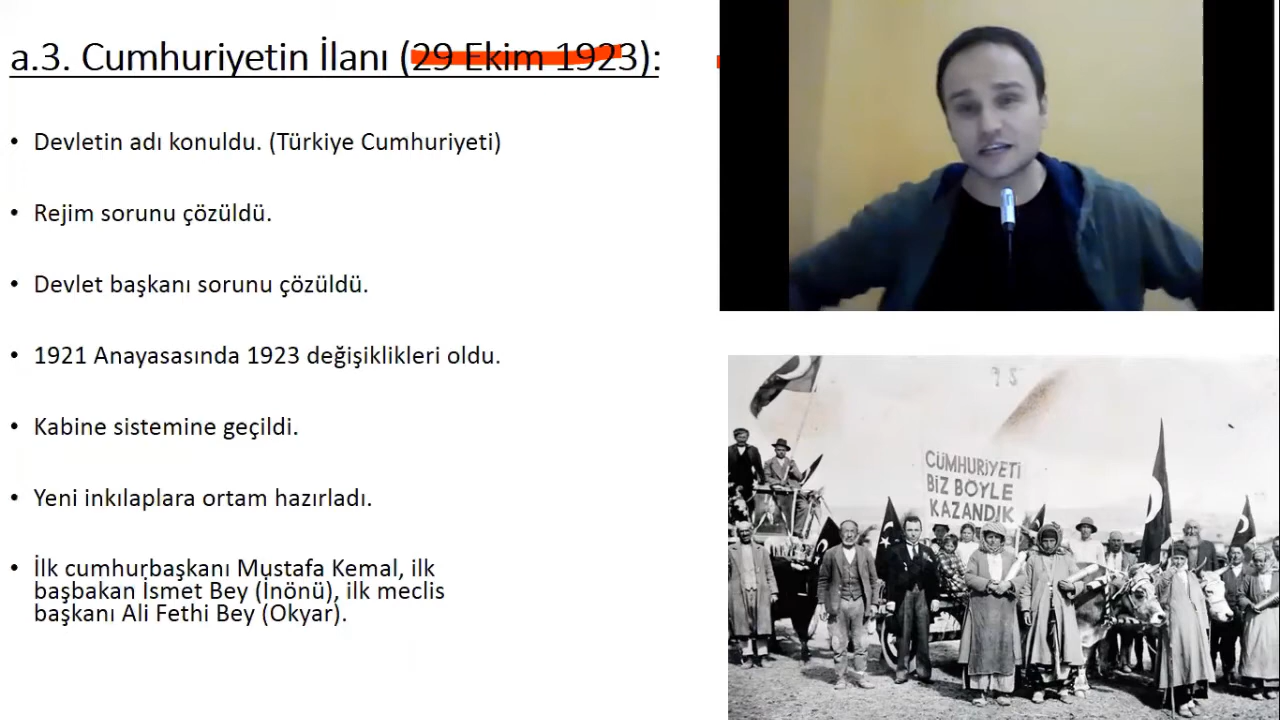 a.3. Cumhuriyetin İlanı (29 Ekim 1923):
• Devletin adı konuldu. (Türkiye Cumhuriyeti)
• Rejim sorunu çözüldü.
• Devlet başkanı sorunu çözüldü.
• 1921 Anayasasında 1923 değişiklikleri oldu.
• Kabine sistemine geçildi.
• Yeni inkılaplara ortam hazırladı.
• İlk cumhurbaşkanı Mustafa Kemal, ilk
başbakan İsmet Bey (İnönü), ilk meclis
başkanı Ali Fethi Bey (Okyar).
CÜMHURİYETİ
BİZ BÖYLE
KAZANDIK